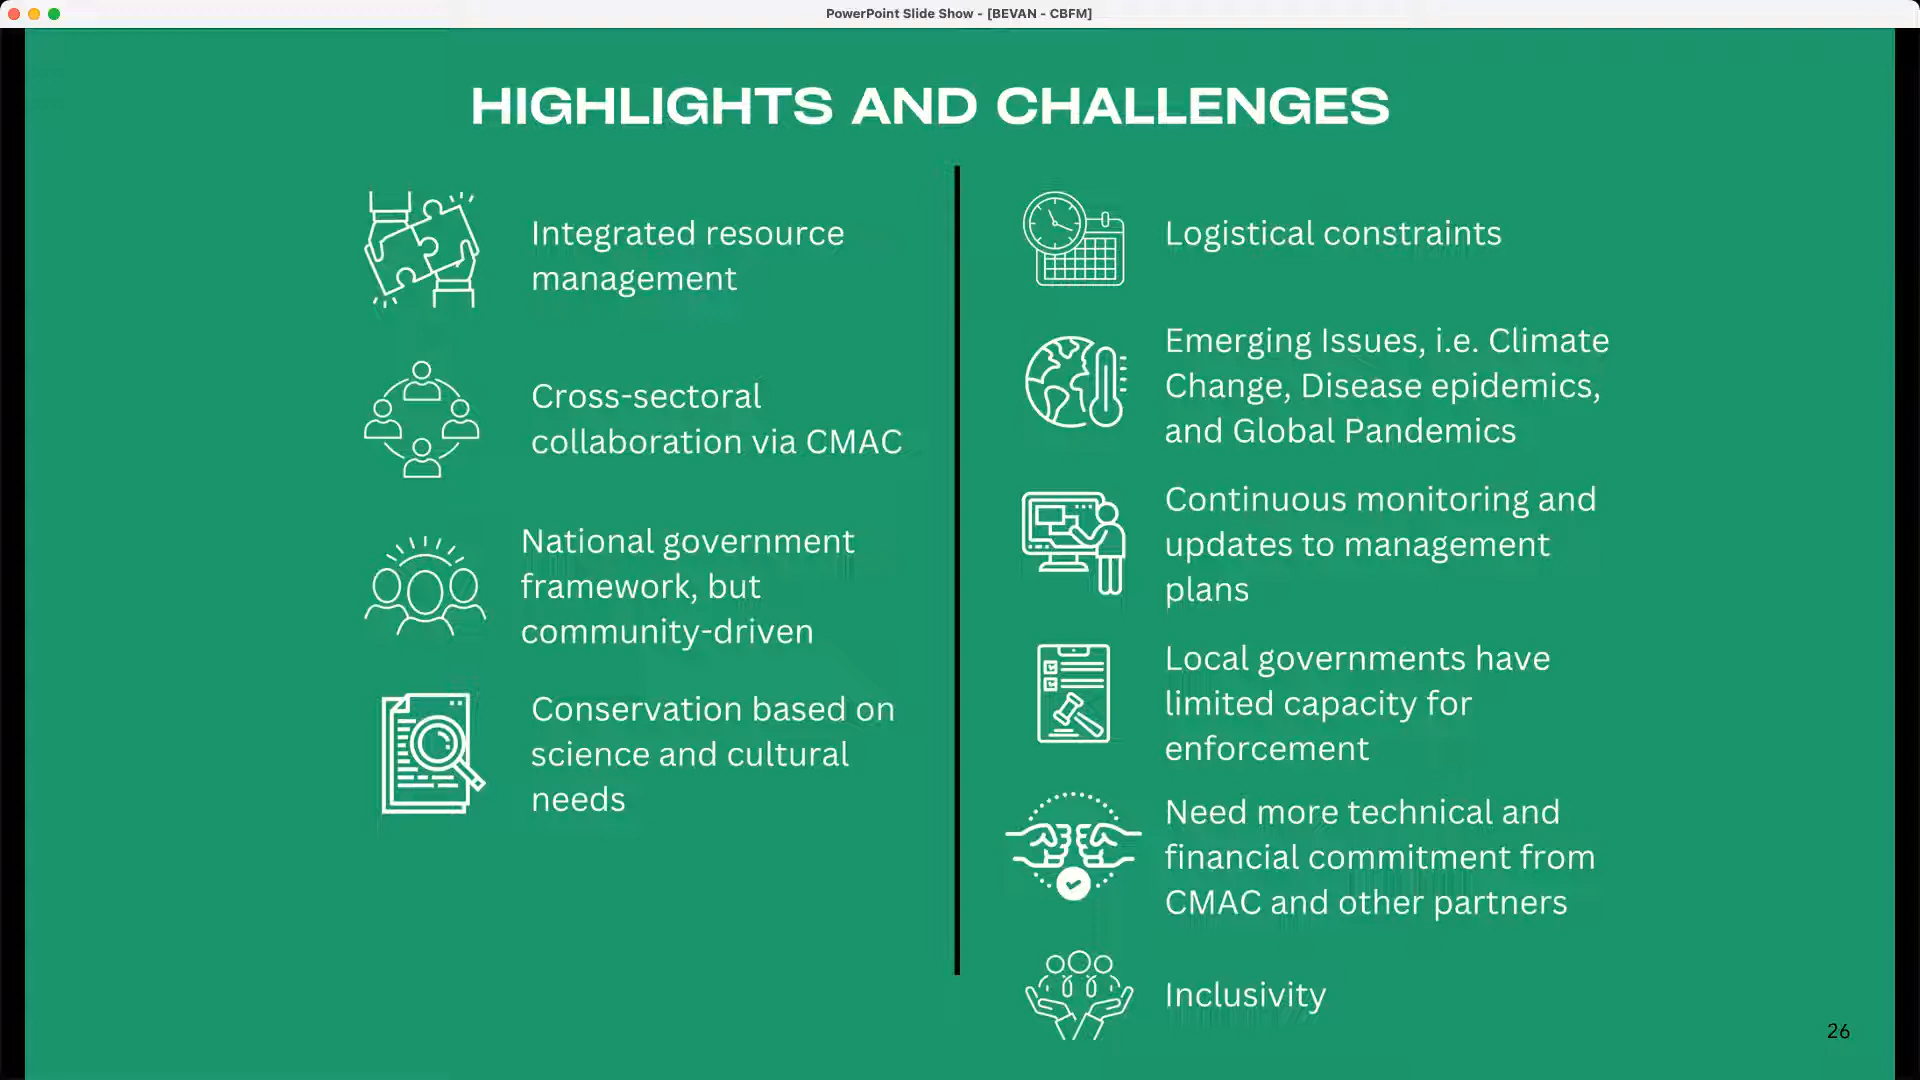 PowerPoint Slide Show - [BEVAN - CBFM]
HIGHLIGHTS AND CHALLENGES
Integrated resource
management
Cross-sectoral
collaboration via CMAC
National government
framework, but
community-driven
Conservation based on
science and cultural
needs
Logistical constraints
Emerging Issues, i.e. Climate
Change, Disease epidemics,
and Global Pandemics
Continuous monitoring and
updates to management
plans
Local governments have
limited capacity for
enforcement
Need more technical and
financial commitment from
CMAC and other partners
Inclusivity
26